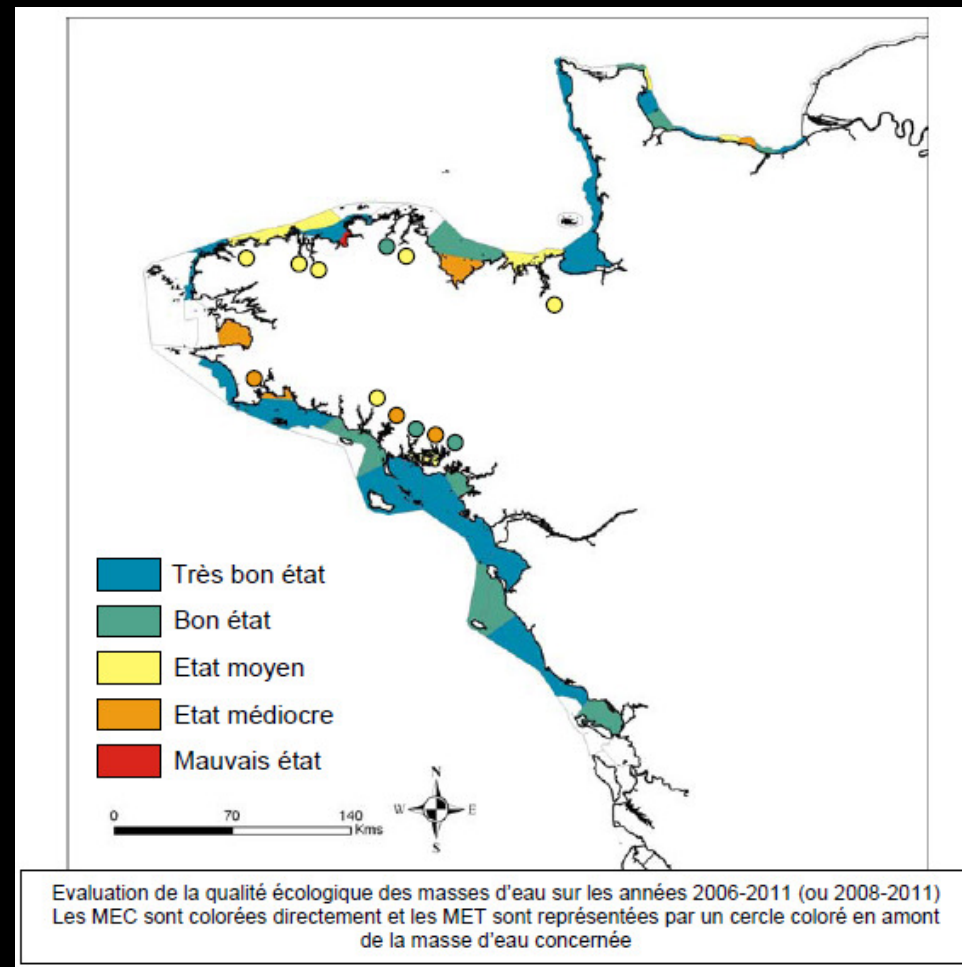 Très bon état
Bon état
Etat moyen
Etat médiocre
Mauvais état
N
W E
S
0 70 140
Kms
Evaluation de la qualité écologique des masses d'eau sur les années 2006-2011 (ou 2008-2011)
Les MEC sont colorées directement et les MET sont représentées par un cercle coloré en amont
de la masse d'eau concernée